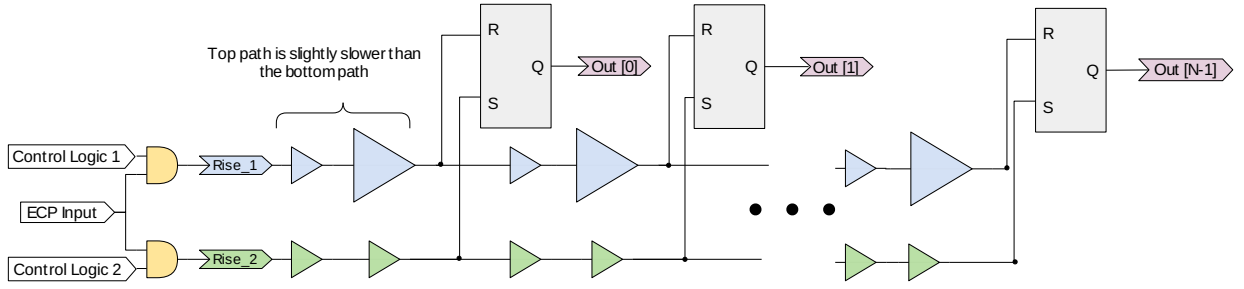 Top path is slightly slower than
the bottom path
R
S
Q
Out [0]
R
S
Q
Out [1]
R
S
Q
Out [N-1]
Control Logic 1
Rise_1
ECP Input
Control Logic 2
Rise_2